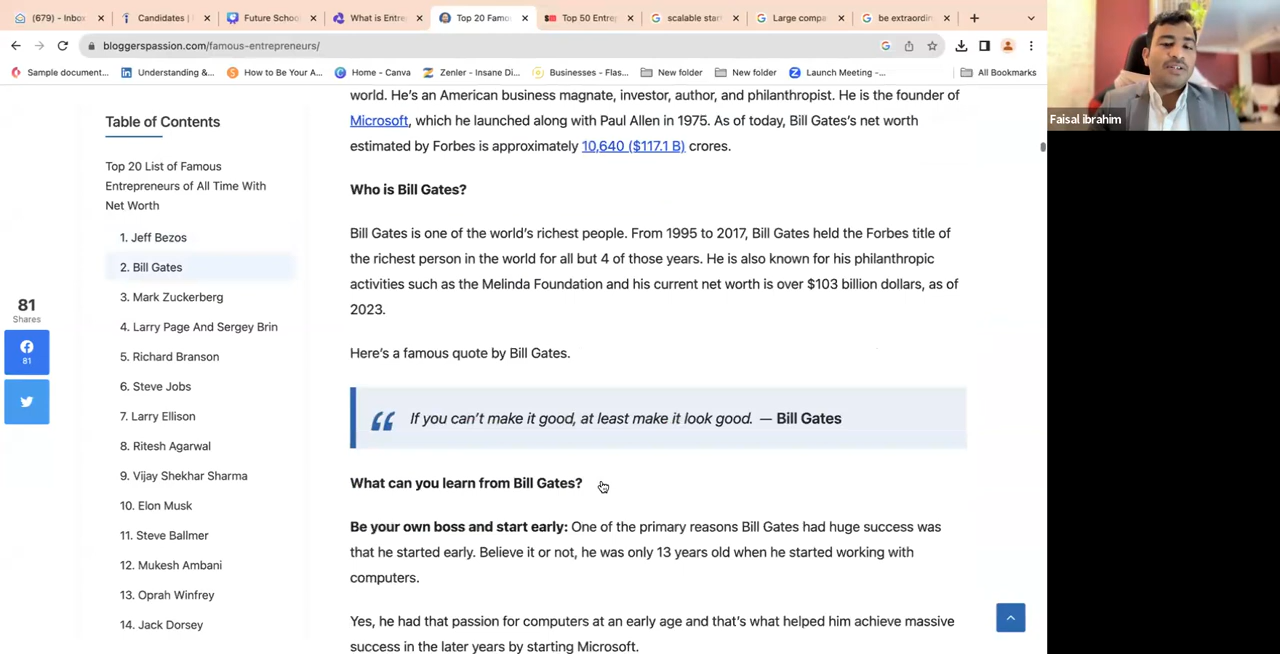 (679) - Inbox
Candidates |
Future Schoo
What is Entre
Top 20 Famo
Top 50 Entrep
scalable star
Large compa
be extraordin
bloggerspassion.com/famous-entrepreneurs/
Sample document...
Understanding &...
How to Be Your A...
Home - Canva
Zenler - Insane Di...
Businesses - Flas...
New folder
New folder
Launch Meeting -...
All Bookmarks
Faisal ibrahim
81
Shares
81
Table of Contents
Top 20 List of Famous
Entrepreneurs of All Time With
Net Worth
1. Jeff Bezos
2. Bill Gates
3. Mark Zuckerberg
4. Larry Page And Sergey Brin
5. Richard Branson
6. Steve Jobs
7. Larry Ellison
8. Ritesh Agarwal
9. Vijay Shekhar Sharma
10. Elon Musk
11. Steve Ballmer
12. Mukesh Ambani
13. Oprah Winfrey
14. Jack Dorsey
world. He's an American business magnate, investor, author, and philanthropist. He is the founder of
Microsoft, which he launched along with Paul Allen in 1975. As of today, Bill Gates's net worth
estimated by Forbes is approximately 10,640 ($117.1 B) crores.
Who is Bill Gates?
Bill Gates is one of the world's richest people. From 1995 to 2017, Bill Gates held the Forbes title of
the richest person in the world for all but 4 of those years. He is also known for his philanthropic
activities such as the Melinda Foundation and his current net worth is over $103 billion dollars, as of
2023.
Here's a famous quote by Bill Gates.
“ If you can't make it good, at least make it look good. — Bill Gates
What can you learn from Bill Gates?
Be your own boss and start early: One of the primary reasons Bill Gates had huge success was
that he started early. Believe it or not, he was only 13 years old when he started working with
computers.
Yes, he had that passion for computers at an early age and that's what helped him achieve massive
success in the later years by starting Microsoft.